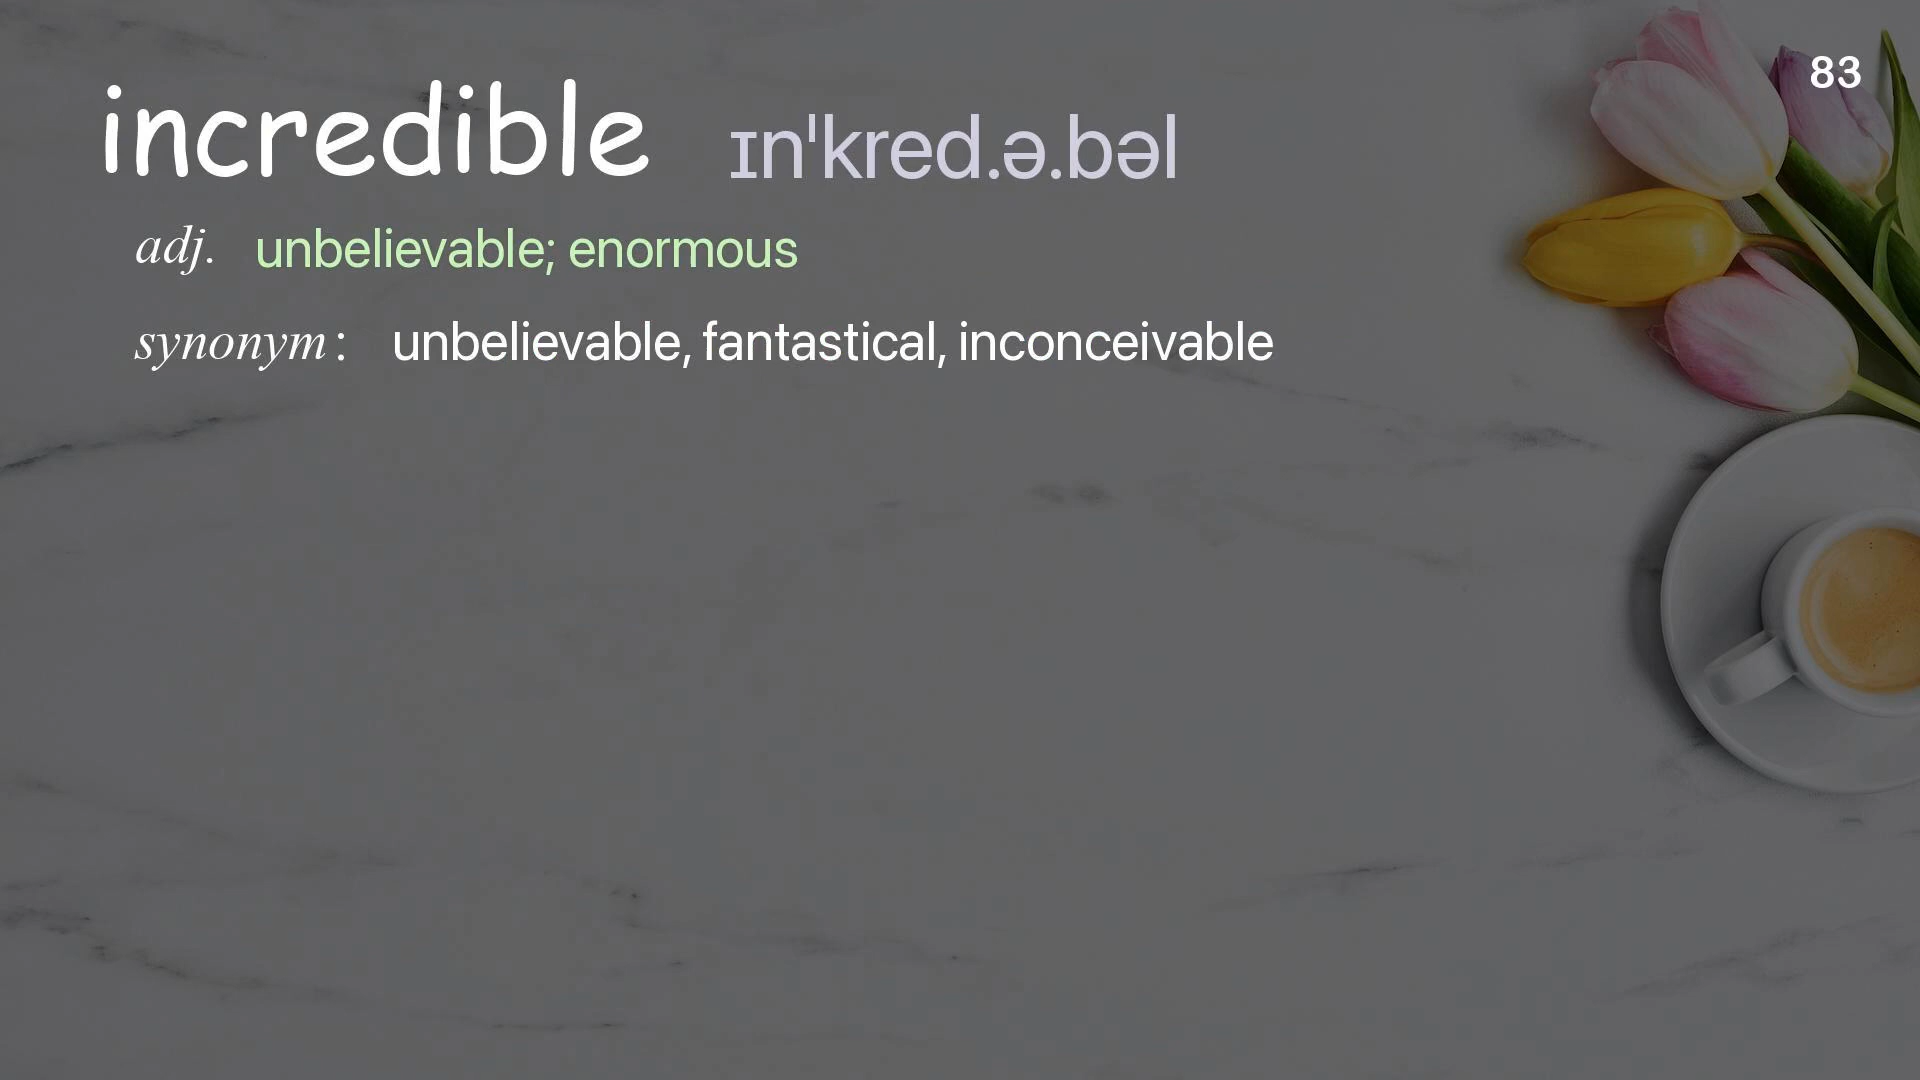 83
incredible ɪnˈkred.ə.bəl
adj. unbelievable; enormous
synonym: unbelievable, fantastical, inconceivable